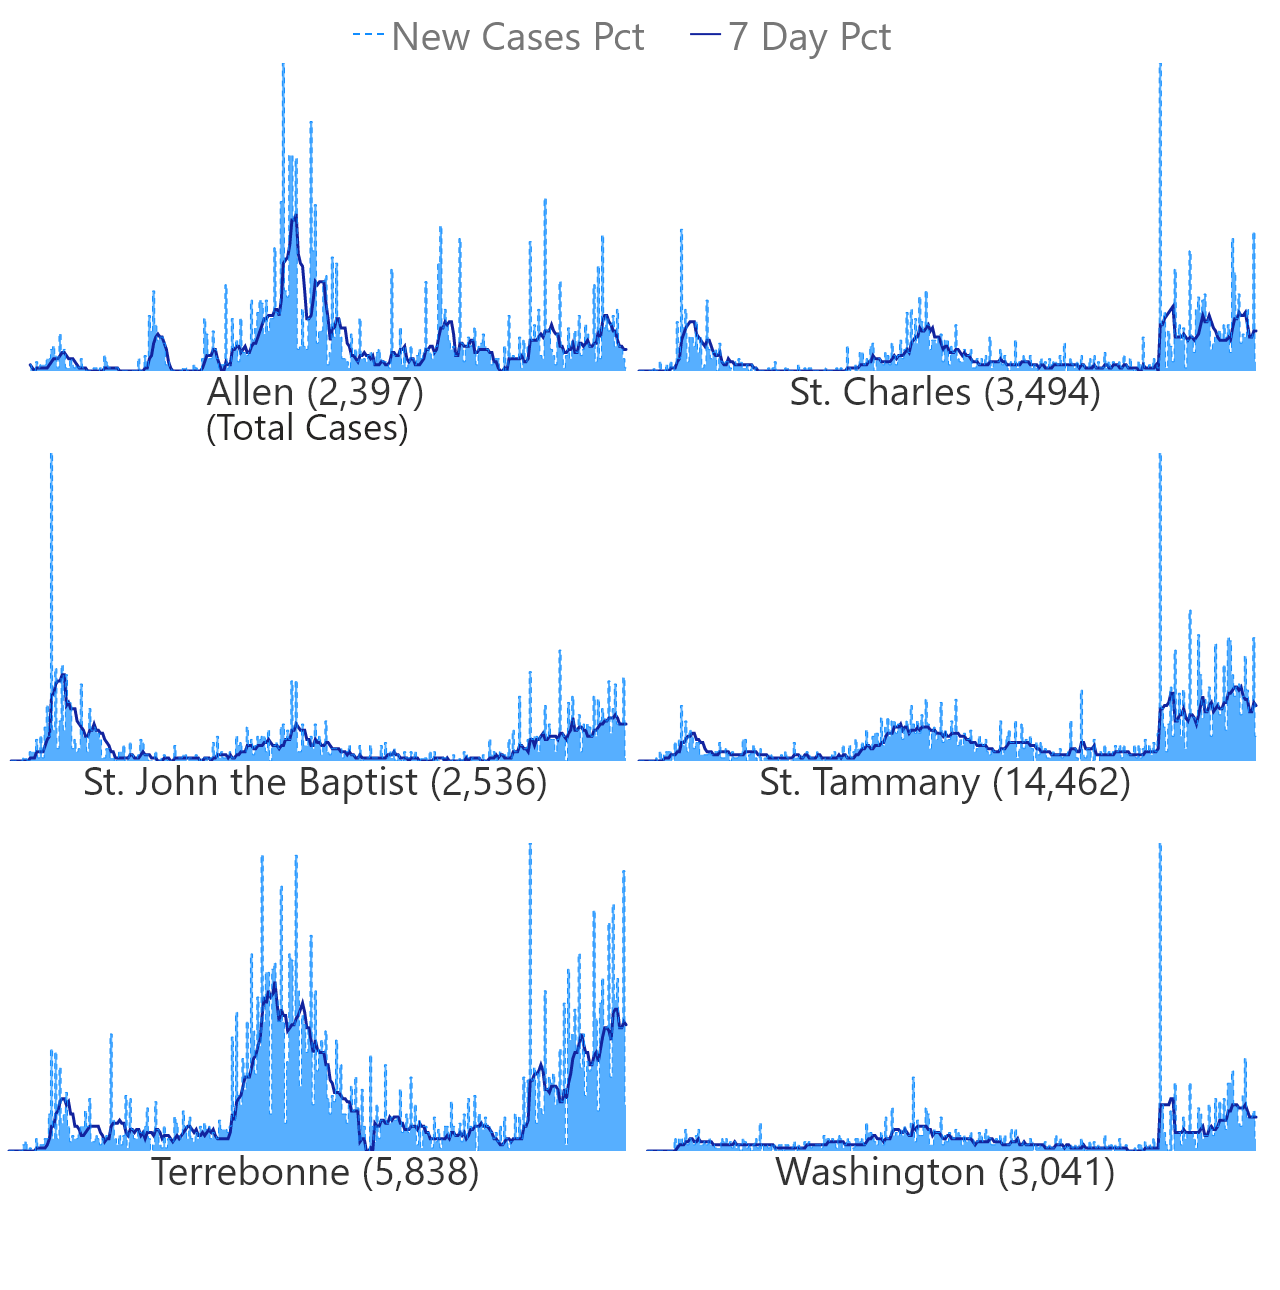 New Cases Pct 7 Day Pct
Allen (2,397) St. Charles (3,494)
(Total Cases)
St. John the Baptist (2,536) St. Tammany (14,462)
Terrebonne (5,838) Washington (3,041)